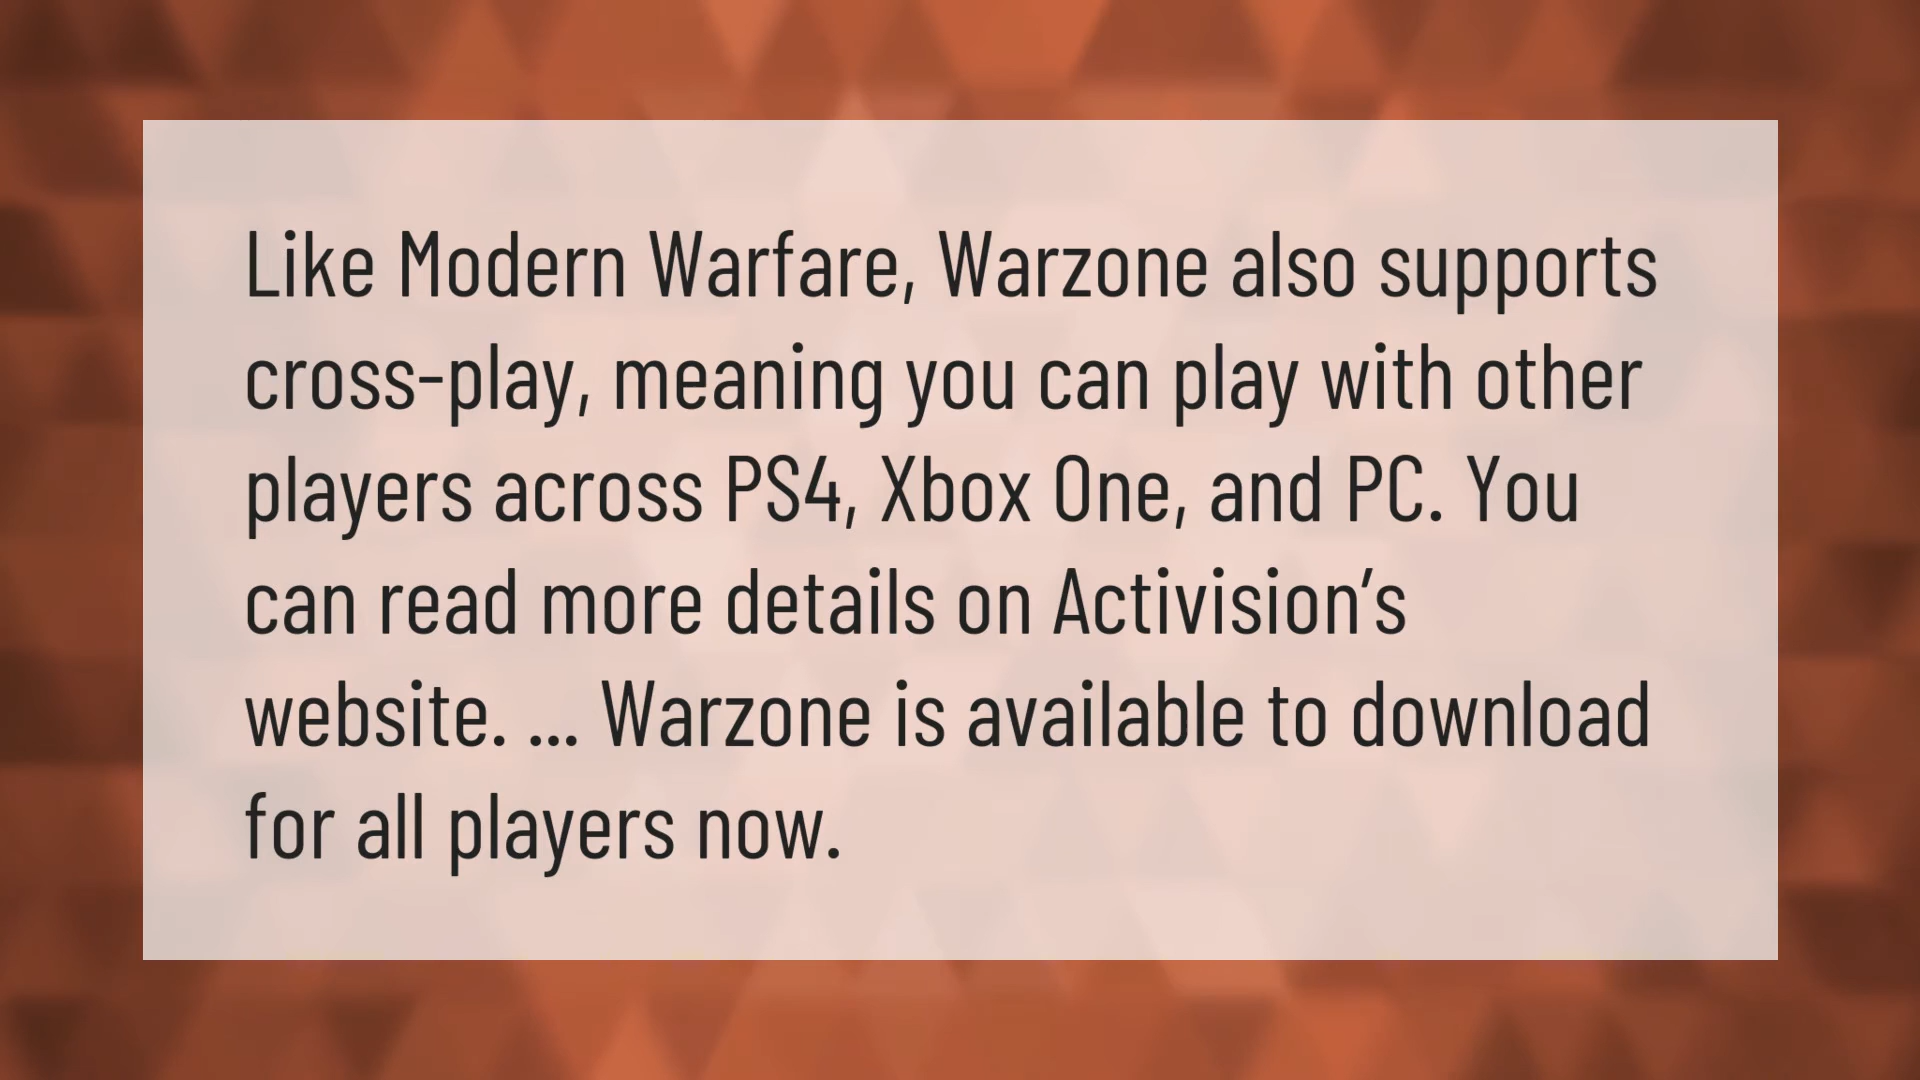 Like Modern Warfare, Warzone also supports
cross-play, meaning you can play with other
players across PS4, Xbox One, and PC. You
can read more details on Activision’s
website. ... Warzone is available to download
for all players now.